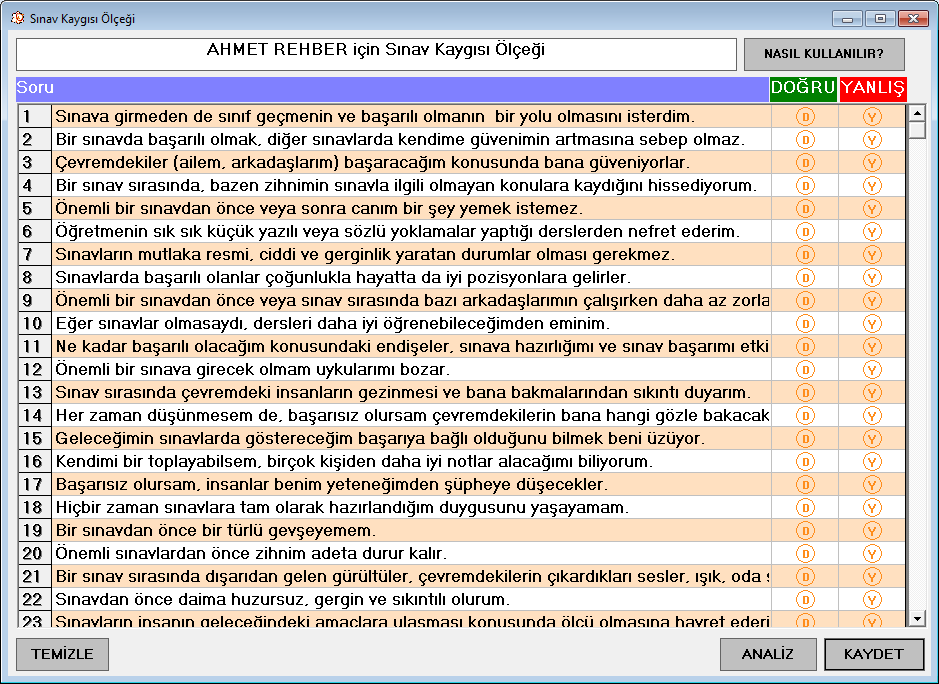 Sınav Kaygısı Ölçeği
AHMET REHBER için Sınav Kaygısı Ölçeği
NASIL KULLANILIR?
Soru DOĞRU YANLIŞ
1 Sınava girmeden de sınıf geçmenin ve başarılı olmanın bir yolu olmasını isterdim. D Y
2 Bir sınavda başarılı olmak, diğer sınavlarda kendime güvenimin artmasına sebep olmaz. D Y
3 Çevremdekiler (ailem, arkadaşlarım) başaracağım konusunda bana güveniyorlar. D Y
4 Bir sınav sırasında, bazen zihnimin sınavla ilgili olmayan konulara kaydığını hissediyorum. D Y
5 Önemli bir sınavdan önce veya sonra canım bir şey yemek istemez. D Y
6 Öğretmenin sık sık küçük yazılı veya sözlü yoklamalar yaptığı derslerden nefret ederim. D Y
7 Sınavların mutlaka resmi, ciddi ve gerginlik yaratan durumlar olması gerekmez. D Y
8 Sınavlarda başarılı olanlar çoğunlukla hayatta da iyi pozisyonlara gelirler. D Y
9 Önemli bir sınavdan önce veya sınav sırasında bazı arkadaşlarımın çalışırken daha az zorla D Y
10 Eğer sınavlar olmasaydı, dersleri daha iyi öğrenebileceğimden eminim. D Y
11 Ne kadar başarılı olacağım konusundaki endişeler, sınava hazırlığımı ve sınav başarımı etki D Y
12 Önemli bir sınava girecek olmam uykularımı bozar. D Y
13 Sınav sırasında çevremdeki insanların gezinmesi ve bana bakmalarından sıkıntı duyarım. D Y
14 Her zaman düşünmesem de, başarısız olursam çevremdekilerin bana hangi gözle bakacak D Y
15 Geleceğimin sınavlarda göstereceğim başarıya bağlı olduğunu bilmek beni üzüyor. D Y
16 Kendimi bir toplayabilsem, birçok kişiden daha iyi notlar alacağımı biliyorum. D Y
17 Başarısız olursam, insanlar benim yeteneğimden şüpheye düşecekler. D Y
18 Hiçbir zaman sınavlara tam olarak hazırlandığım duygusunu yaşayamam. D Y
19 Bir sınavdan önce bir türlü gevşeyemem. D Y
20 Önemli sınavlardan önce zihnim adeta durur kalır. D Y
21 Bir sınav sırasında dışarıdan gelen gürültüler, çevremdekilerin çıkardıkları sesler, ışık, oda s D Y
22 Sınavdan önce daima huzursuz, gergin ve sıkıntılı olurum. D Y
23 Sınavların insanın geleceğindeki amaçlara ulaşması konusunda ölçü olmasına hayret ederi D Y
TEMİZLE ANALİZ KAYDET